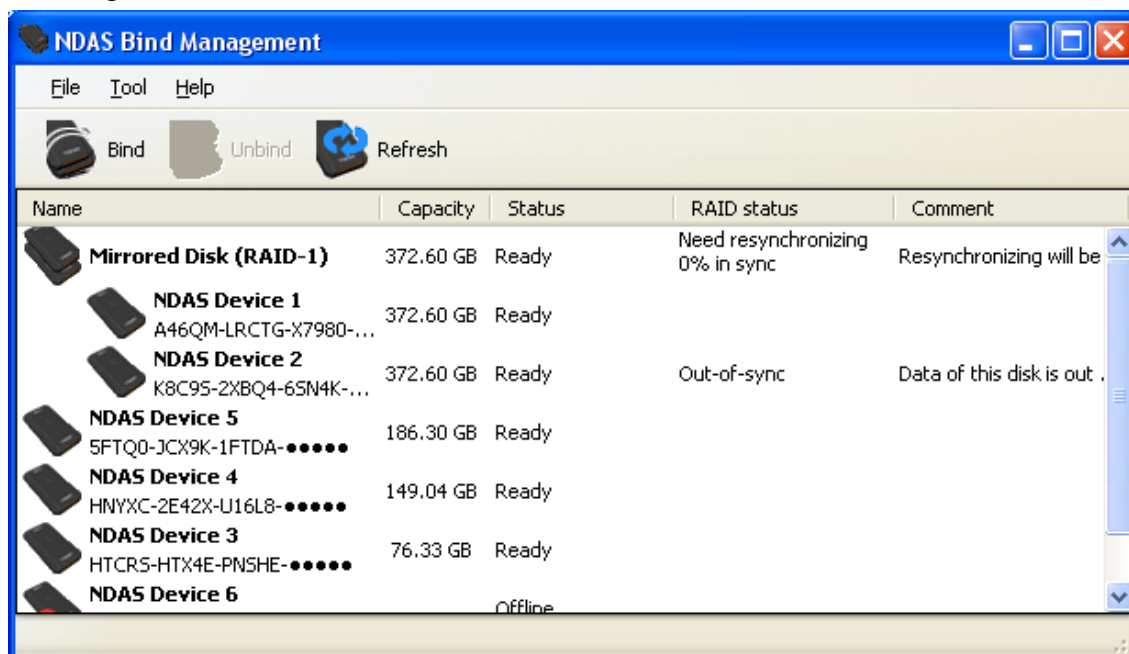 NDAS Bind Management
File Tool Help
Bind Unbind Refresh
Name Capacity Status RAID status Comment
Mirrored Disk (RAID-1) 372.60 GB Ready Need resynchronizing Resynchronizing will be
0% in sync
NDAS Device 1
A46QM-LRCTG-X7980-... 372.60 GB Ready
NDAS Device 2
K8C95-2XBQ4-6SN4K-... 372.60 GB Ready Out-of-sync Data of this disk is out .
NDAS Device 5
5FTQ0-JCX9K-1FTDA-●●●●● 186.30 GB Ready
NDAS Device 4
HNYXC-2E42X-U16L8-●●●●● 149.04 GB Ready
NDAS Device 3
HTCRS-HTX4E-PNSHE-●●●●● 76.33 GB Ready
NDAS Device 6
Offline